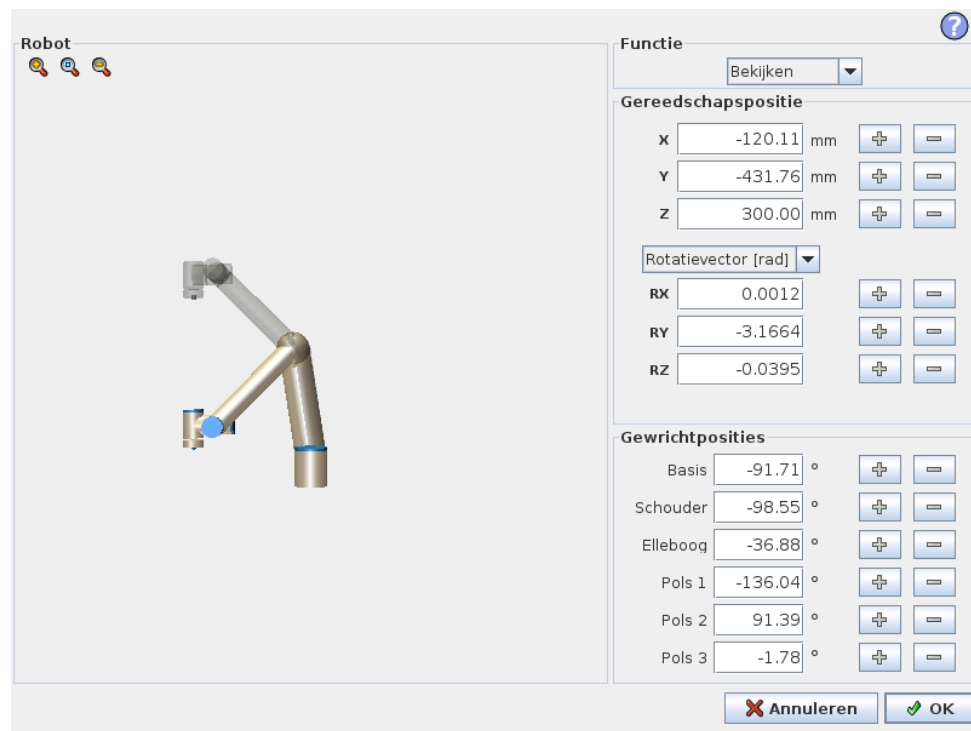 Robot
Functie
Bekijken
Gereedschapspositie
X -120.11 mm
Y -431.76 mm
Z 300.00 mm
Rotatievector [rad]
RX 0.0012
RY -3.1664
RZ -0.0395
Gewrichtposities
Basis -91.71 °
Schouder -98.55 °
Elleboog -36.88 °
Pols 1 -136.04 °
Pols 2 91.39 °
Pols 3 -1.78 °
Annuleren OK